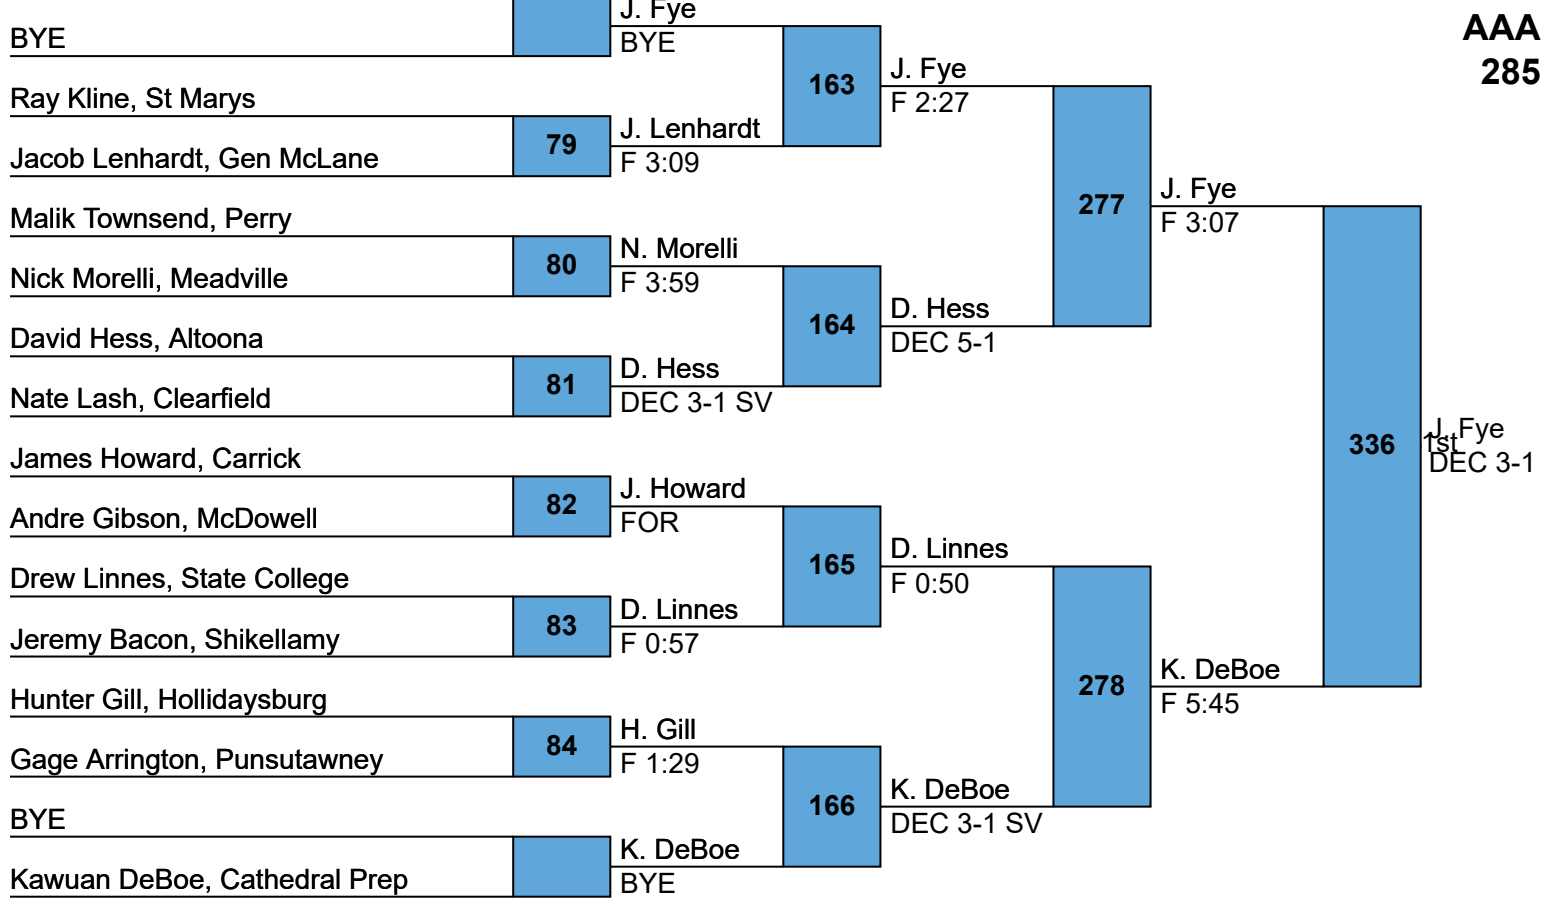 J. Fye
BYE
BYE
AAA
285
163
J. Fye
F 2:27
Ray Kline, St Marys
79
J. Lenhardt
F 3:09
Jacob Lenhardt, Gen McLane
277
J. Fye
F 3:07
Malik Townsend, Perry
80
N. Morelli
F 3:59
Nick Morelli, Meadville
164
D. Hess
DEC 5-1
David Hess, Altoona
81
D. Hess
DEC 3-1 SV
Nate Lash, Clearfield
336
J. Fye
1st
DEC 3-1
James Howard, Carrick
82
J. Howard
FOR
Andre Gibson, McDowell
165
D. Linnes
F 0:50
Drew Linnes, State College
83
D. Linnes
F 0:57
Jeremy Bacon, Shikellamy
278
K. DeBoe
F 5:45
Hunter Gill, Hollidaysburg
84
H. Gill
F 1:29
Gage Arrington, Punsutawney
166
K. DeBoe
DEC 3-1 SV
BYE
K. DeBoe
BYE
Kawuan DeBoe, Cathedral Prep